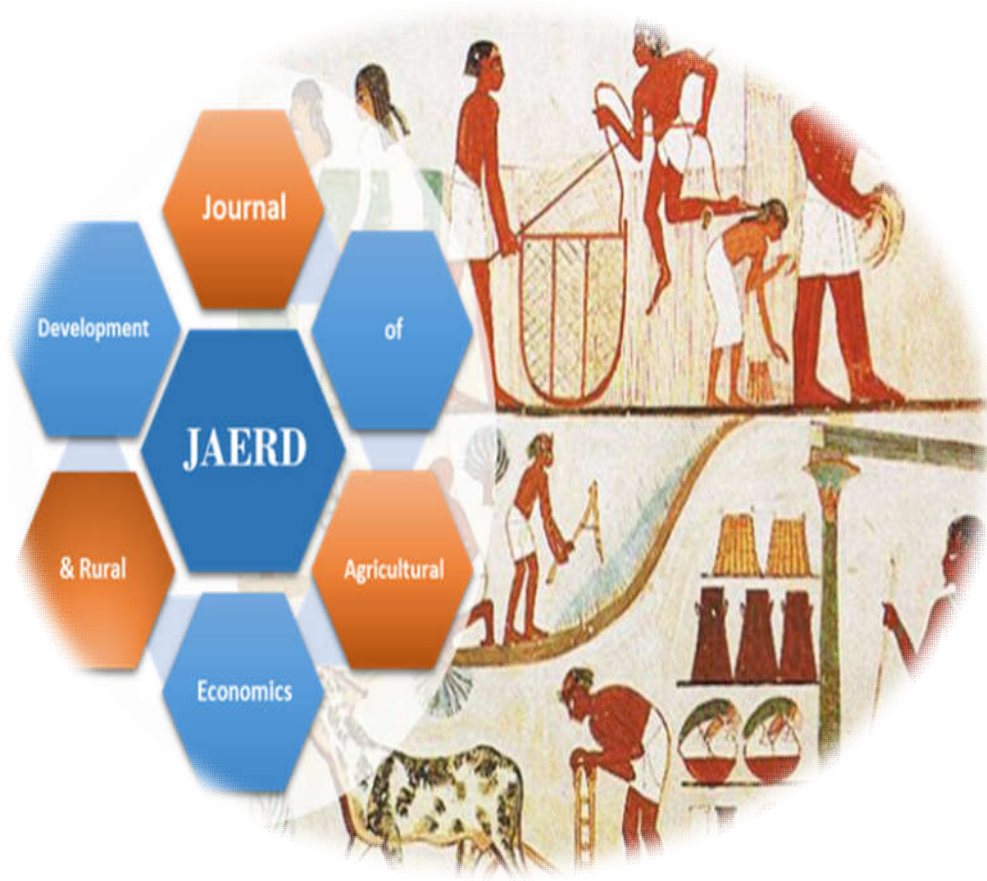 Journal
of
Agricultural
Economics
& Rural
Development
JAERD